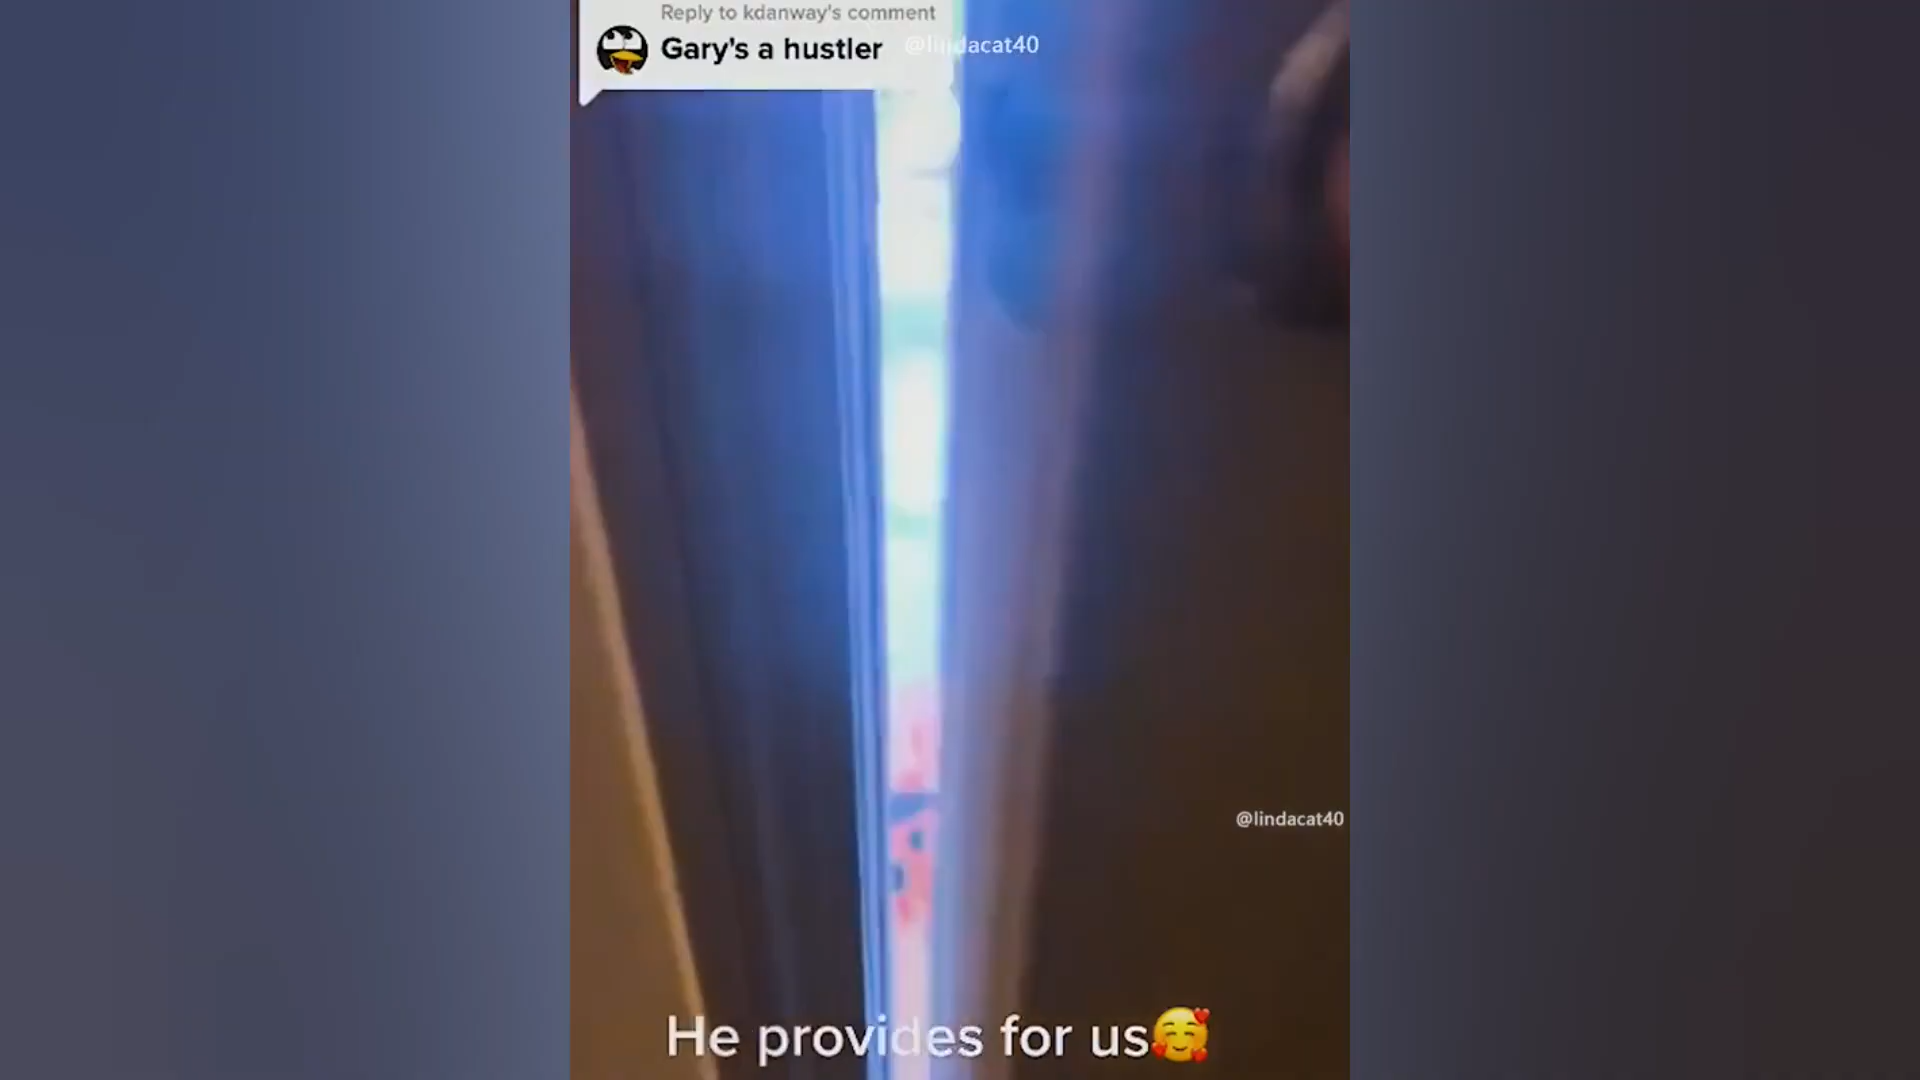 Reply to kdanway's comment
Gary's a hustler
@lindacat40
@lindacat40
He provides for us🥰